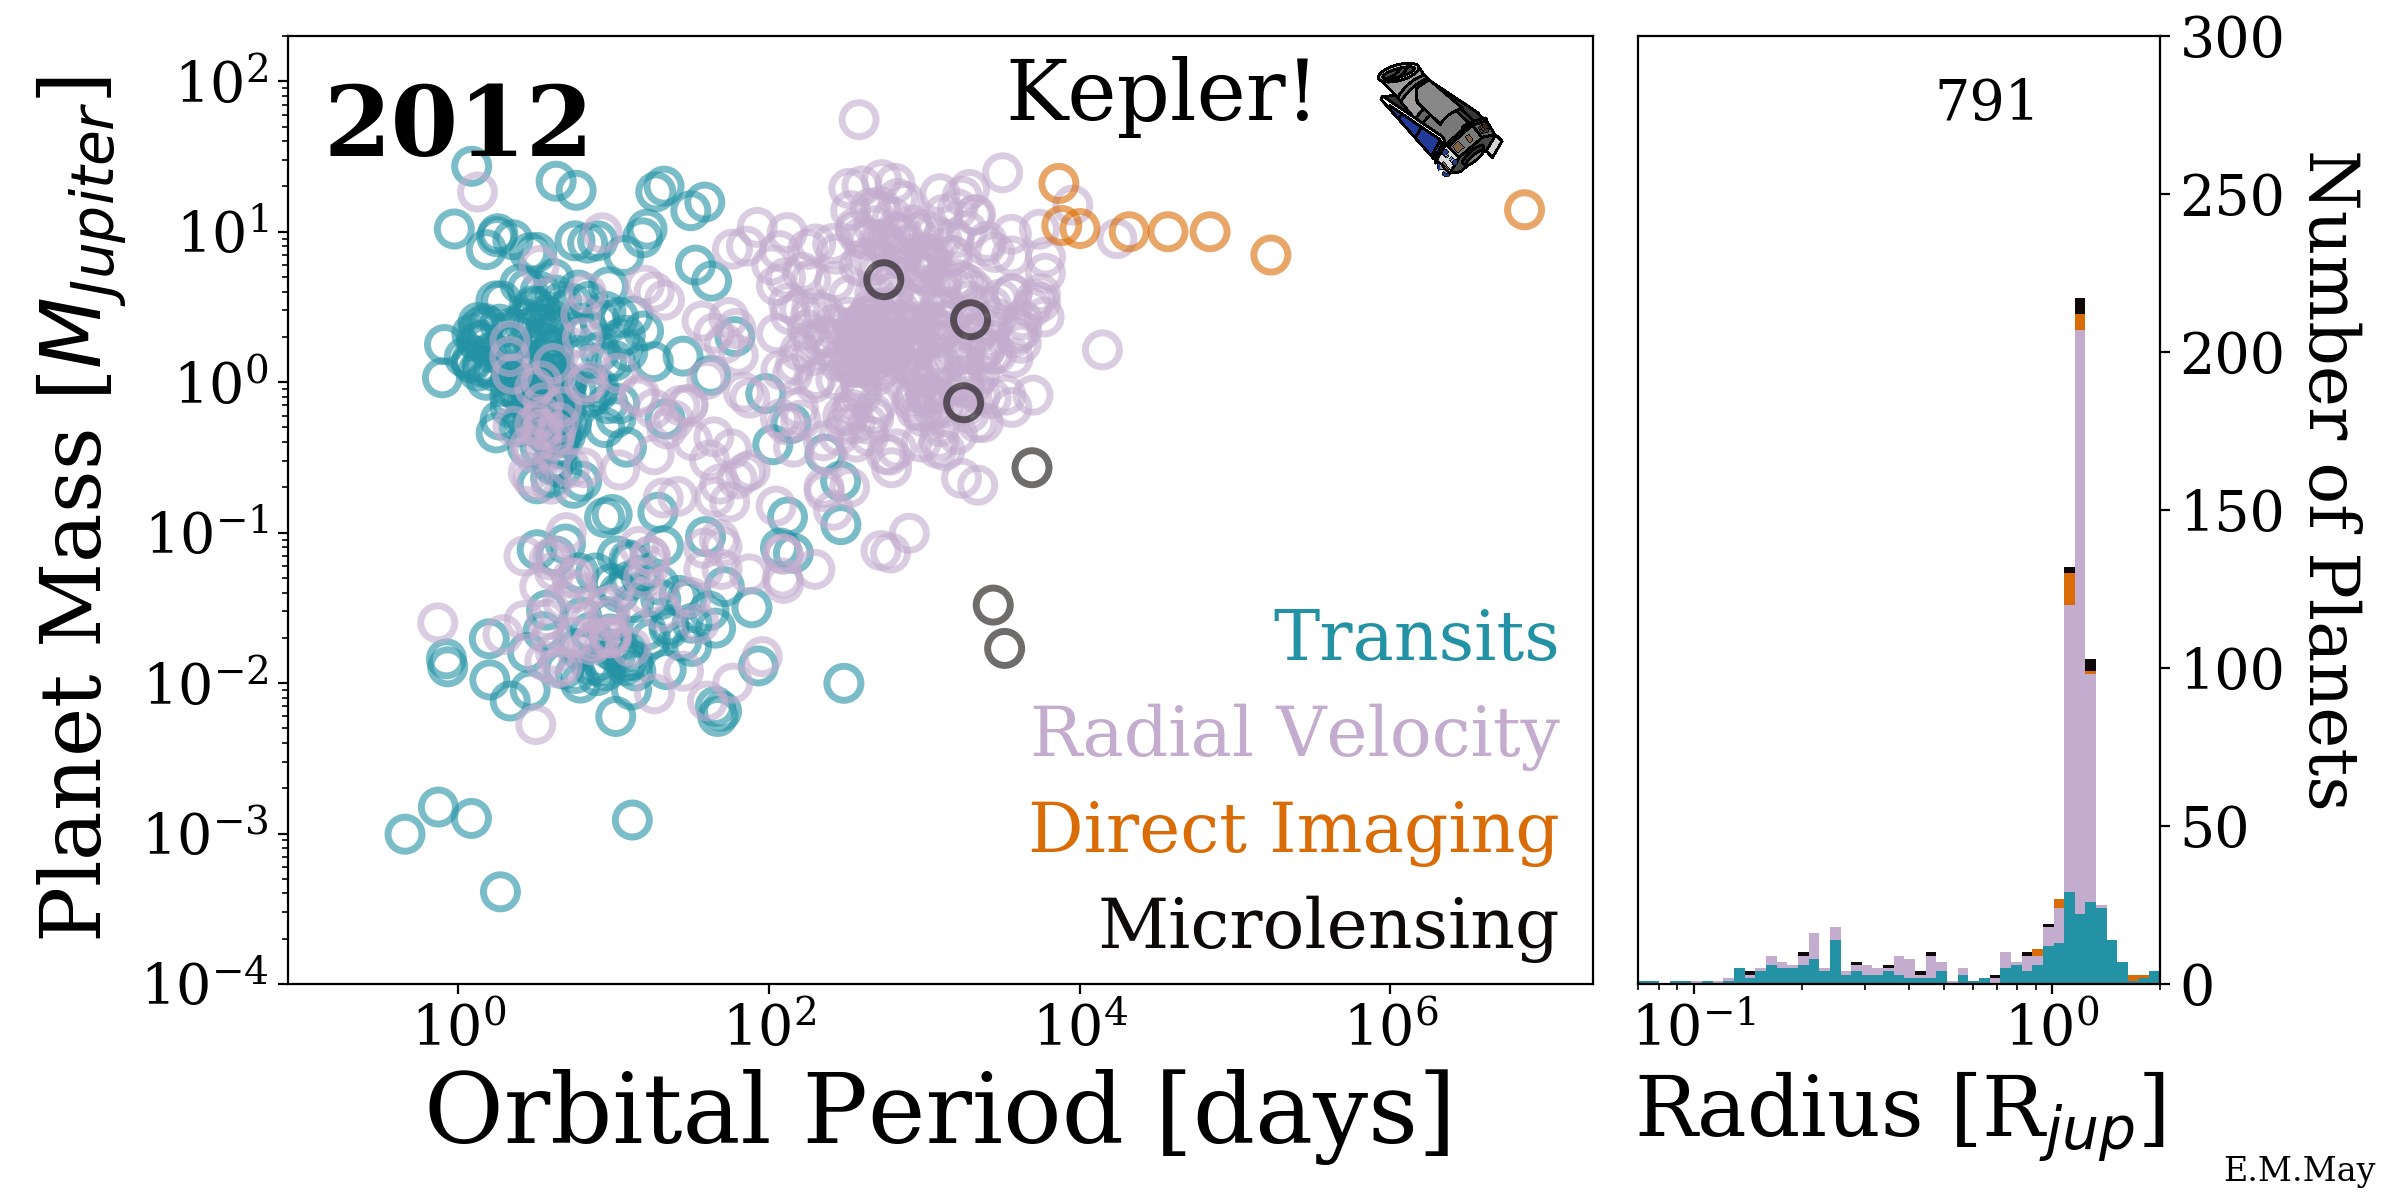 2012
Kepler!
791
Planet Mass [M_Jupiter]
10^2
10^1
10^0
10^-1
10^-2
10^-3
10^-4
Transits
Radial Velocity
Direct Imaging
Microlensing
10^0 10^2 10^4 10^6
Orbital Period [days]
300
250
200
150
100
50
0
Number of Planets
10^-1 10^0
Radius [R_jup]
E.M.May